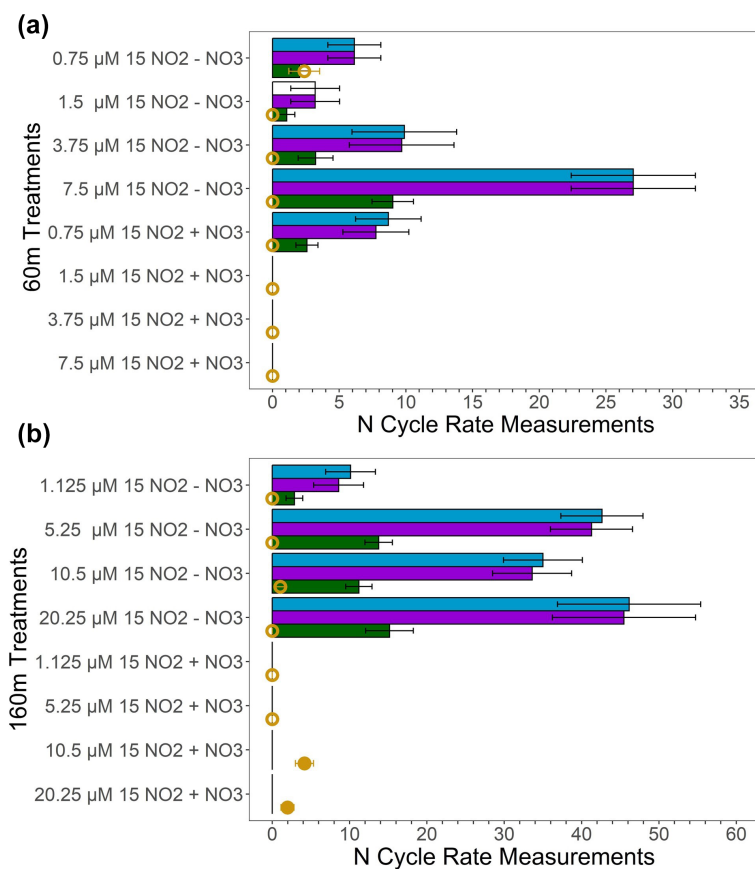 (a)
60m Treatments
0.75 µM 15 NO2 - NO3
1.5  µM 15 NO2 - NO3
3.75 µM 15 NO2 - NO3
7.5 µM 15 NO2 - NO3
0.75 µM 15 NO2 + NO3
1.5 µM 15 NO2 + NO3
3.75 µM 15 NO2 + NO3
7.5 µM 15 NO2 + NO3
0 5 10 15 20 25 30 35
N Cycle Rate Measurements
(b)
160m Treatments
1.125 µM 15 NO2 - NO3
5.25  µM 15 NO2 - NO3
10.5 µM 15 NO2 - NO3
20.25 µM 15 NO2 - NO3
1.125 µM 15 NO2 + NO3
5.25 µM 15 NO2 + NO3
10.5 µM 15 NO2 + NO3
20.25 µM 15 NO2 + NO3
0 10 20 30 40 50 60
N Cycle Rate Measurements